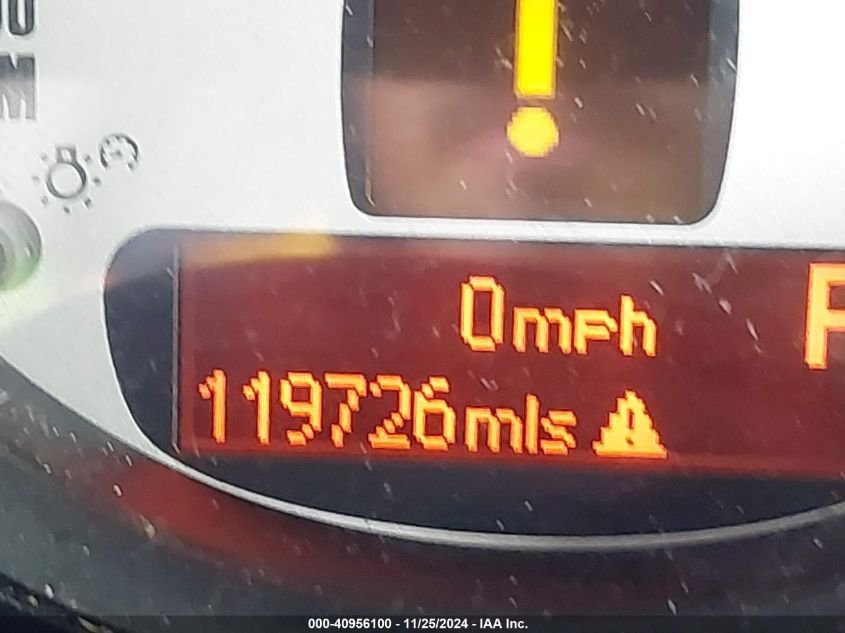 0mph
119726mls
000-40956100 - 11/25/2024 - IAA Inc.